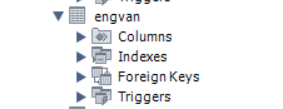 engvan
Columns
Indexes
Foreign Keys
Triggers